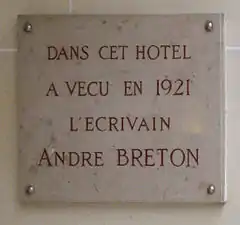 DANS CET HOTEL
A VECU EN 1921
L'ECRIVAIN
ANDRE BRETON